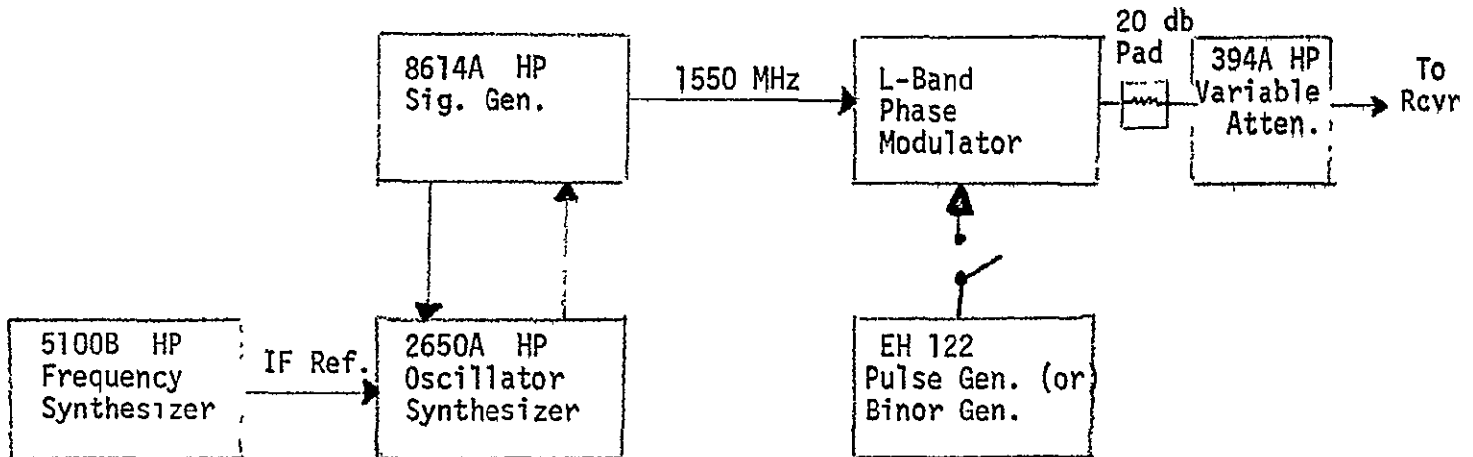 20 db
Pad
8614A HP
Sig. Gen.
1550 MHz
L-Band
Phase
Modulator
394A HP
Variable
Atten.
To
Rcvr
5100B HP
Frequency
Synthesizer
IF Ref.
2650A HP
Oscillator
Synthesizer
EH 122
Pulse Gen. (or)
Binor Gen.